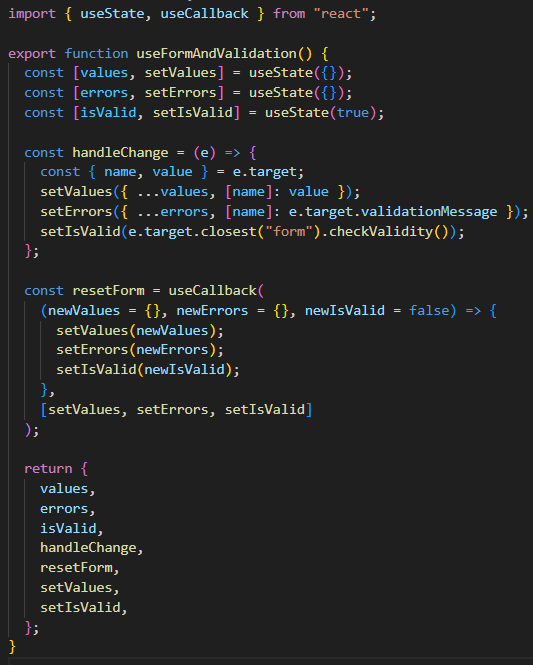 import { useState, useCallback } from "react";
export function useFormAndValidation() {
const [values, setValues] = useState({});
const [errors, setErrors] = useState({});
const [isValid, setIsValid] = useState(true);
const handleChange = (e) => {
const { name, value } = e.target;
setValues({ ...values, [name]: value });
setErrors({ ...errors, [name]: e.target.validationMessage });
setIsValid(e.target.closest("form").checkValidity());
};
const resetForm = useCallback(
(newValues = {}, newErrors = {}, newIsValid = false) => {
setValues(newValues);
setErrors(newErrors);
setIsValid(newIsValid);
},
[setValues, setErrors, setIsValid]
);
return {
values,
errors,
isValid,
handleChange,
resetForm,
setValues,
setIsValid,
};
}